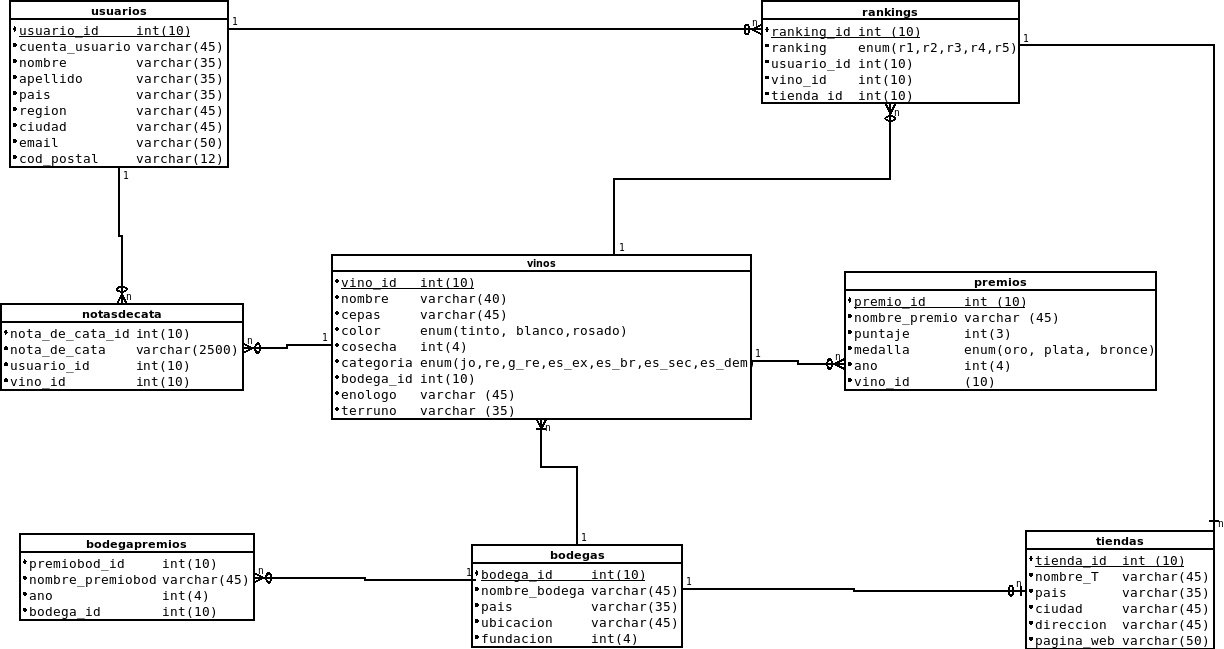 usuarios
usuario_id int(10)
cuenta_usuario varchar(45)
nombre varchar(35)
apellido varchar(35)
pais varchar(35)
region varchar(45)
ciudad varchar(45)
email varchar(50)
cod_postal varchar(12)
1
n
rankings
ranking_id int (10)
ranking enum(r1,r2,r3,r4,r5)
usuario_id int(10)
vino_id int(10)
tienda_id int(10)
1
n
1
n
1
notasdecata
nota_de_cata_id int(10)
nota_de_cata varchar(2500)
usuario_id int(10)
vino_id int(10)
n
1
vinos
vino_id int(10)
nombre varchar(40)
cepas varchar(45)
color enum(tinto, blanco,rosado)
cosecha int(4)
categoria enum(jo,re,g_re,es_ex,es_br,es_sec,es_dem
bodega_id int(10)
enologo varchar (45)
terruno varchar (35)
1
n
premios
premio_id int (10)
nombre_premio varchar (45)
puntaje int(3)
medalla enum(oro, plata, bronce)
ano int(4)
vino_id (10)
n
1
bodegapremios
premiobod_id int(10)
nombre_premiobod varchar(45)
ano int(4)
bodega_id int(10)
n
1
bodegas
bodega_id int(10)
nombre_bodega varchar(45)
pais varchar(35)
ubicacion varchar(45)
fundacion int(4)
1
n
n
tiendas
tienda_id int (10)
nombre_T varchar(45)
pais varchar(35)
ciudad varchar(45)
direccion varchar(45)
pagina_web varchar(50)